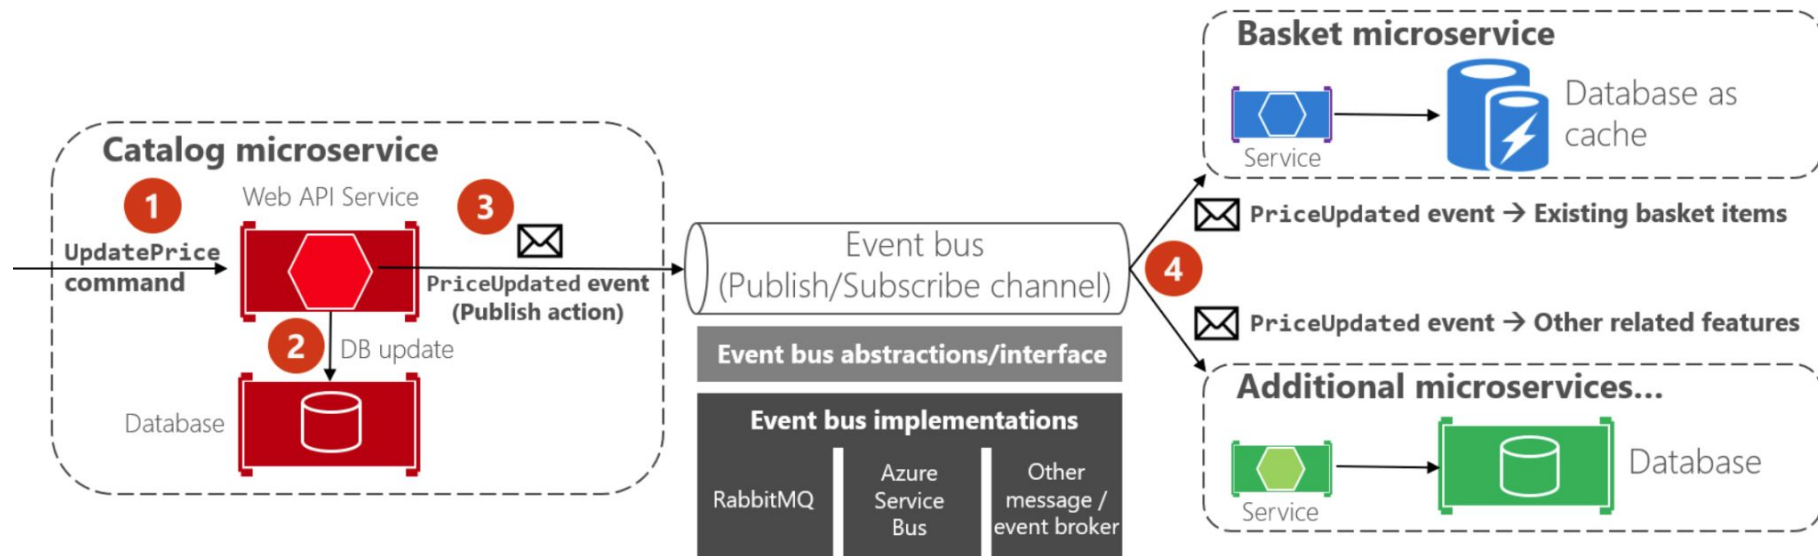 Catalog microservice
1
Web API Service
3
UpdatePrice
command
PriceUpdated event
(Publish action)
2
DB update
Database
Event bus
(Publish/Subscribe channel)
Event bus abstractions/interface
Event bus implementations
RabbitMQ
Azure
Service
Bus
Other
message /
event broker
4
Basket microservice
Service
Database as
cache
PriceUpdated event → Existing basket items
PriceUpdated event → Other related features
Additional microservices...
Service
Database